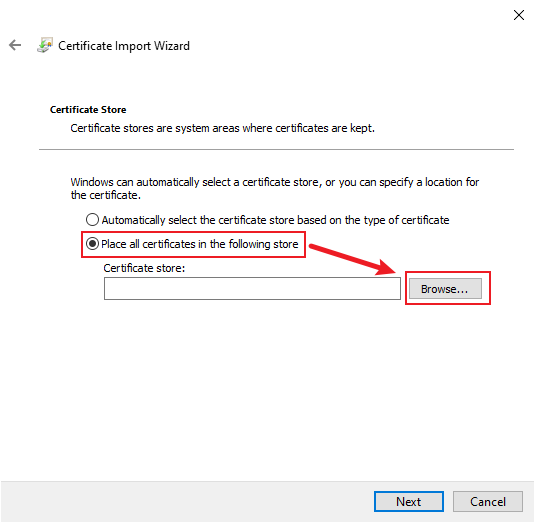 Certificate Import Wizard
Certificate Store
Certificate stores are system areas where certificates are kept.
Windows can automatically select a certificate store, or you can specify a location for
the certificate.
Automatically select the certificate store based on the type of certificate
Place all certificates in the following store
Certificate store:
Browse...
Next
Cancel